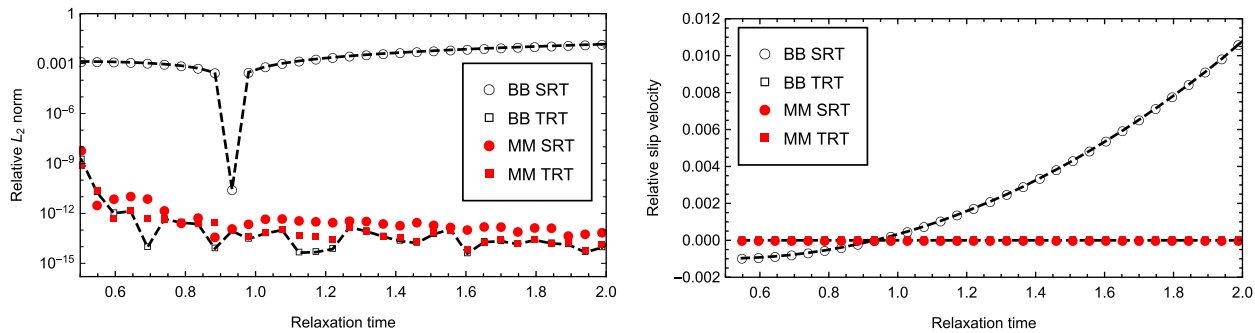 1
0.001
10−6
10−9
10−12
10−15
Relative L2 norm
BB SRT
BB TRT
MM SRT
MM TRT
0.6 0.8 1.0 1.2 1.4 1.6 1.8 2.0
Relaxation time
0.012
0.010
0.008
0.006
0.004
0.002
0.000
−0.002
Relative slip velocity
BB SRT
BB TRT
MM SRT
MM TRT
0.6 0.8 1.0 1.2 1.4 1.6 1.8 2.0
Relaxation time